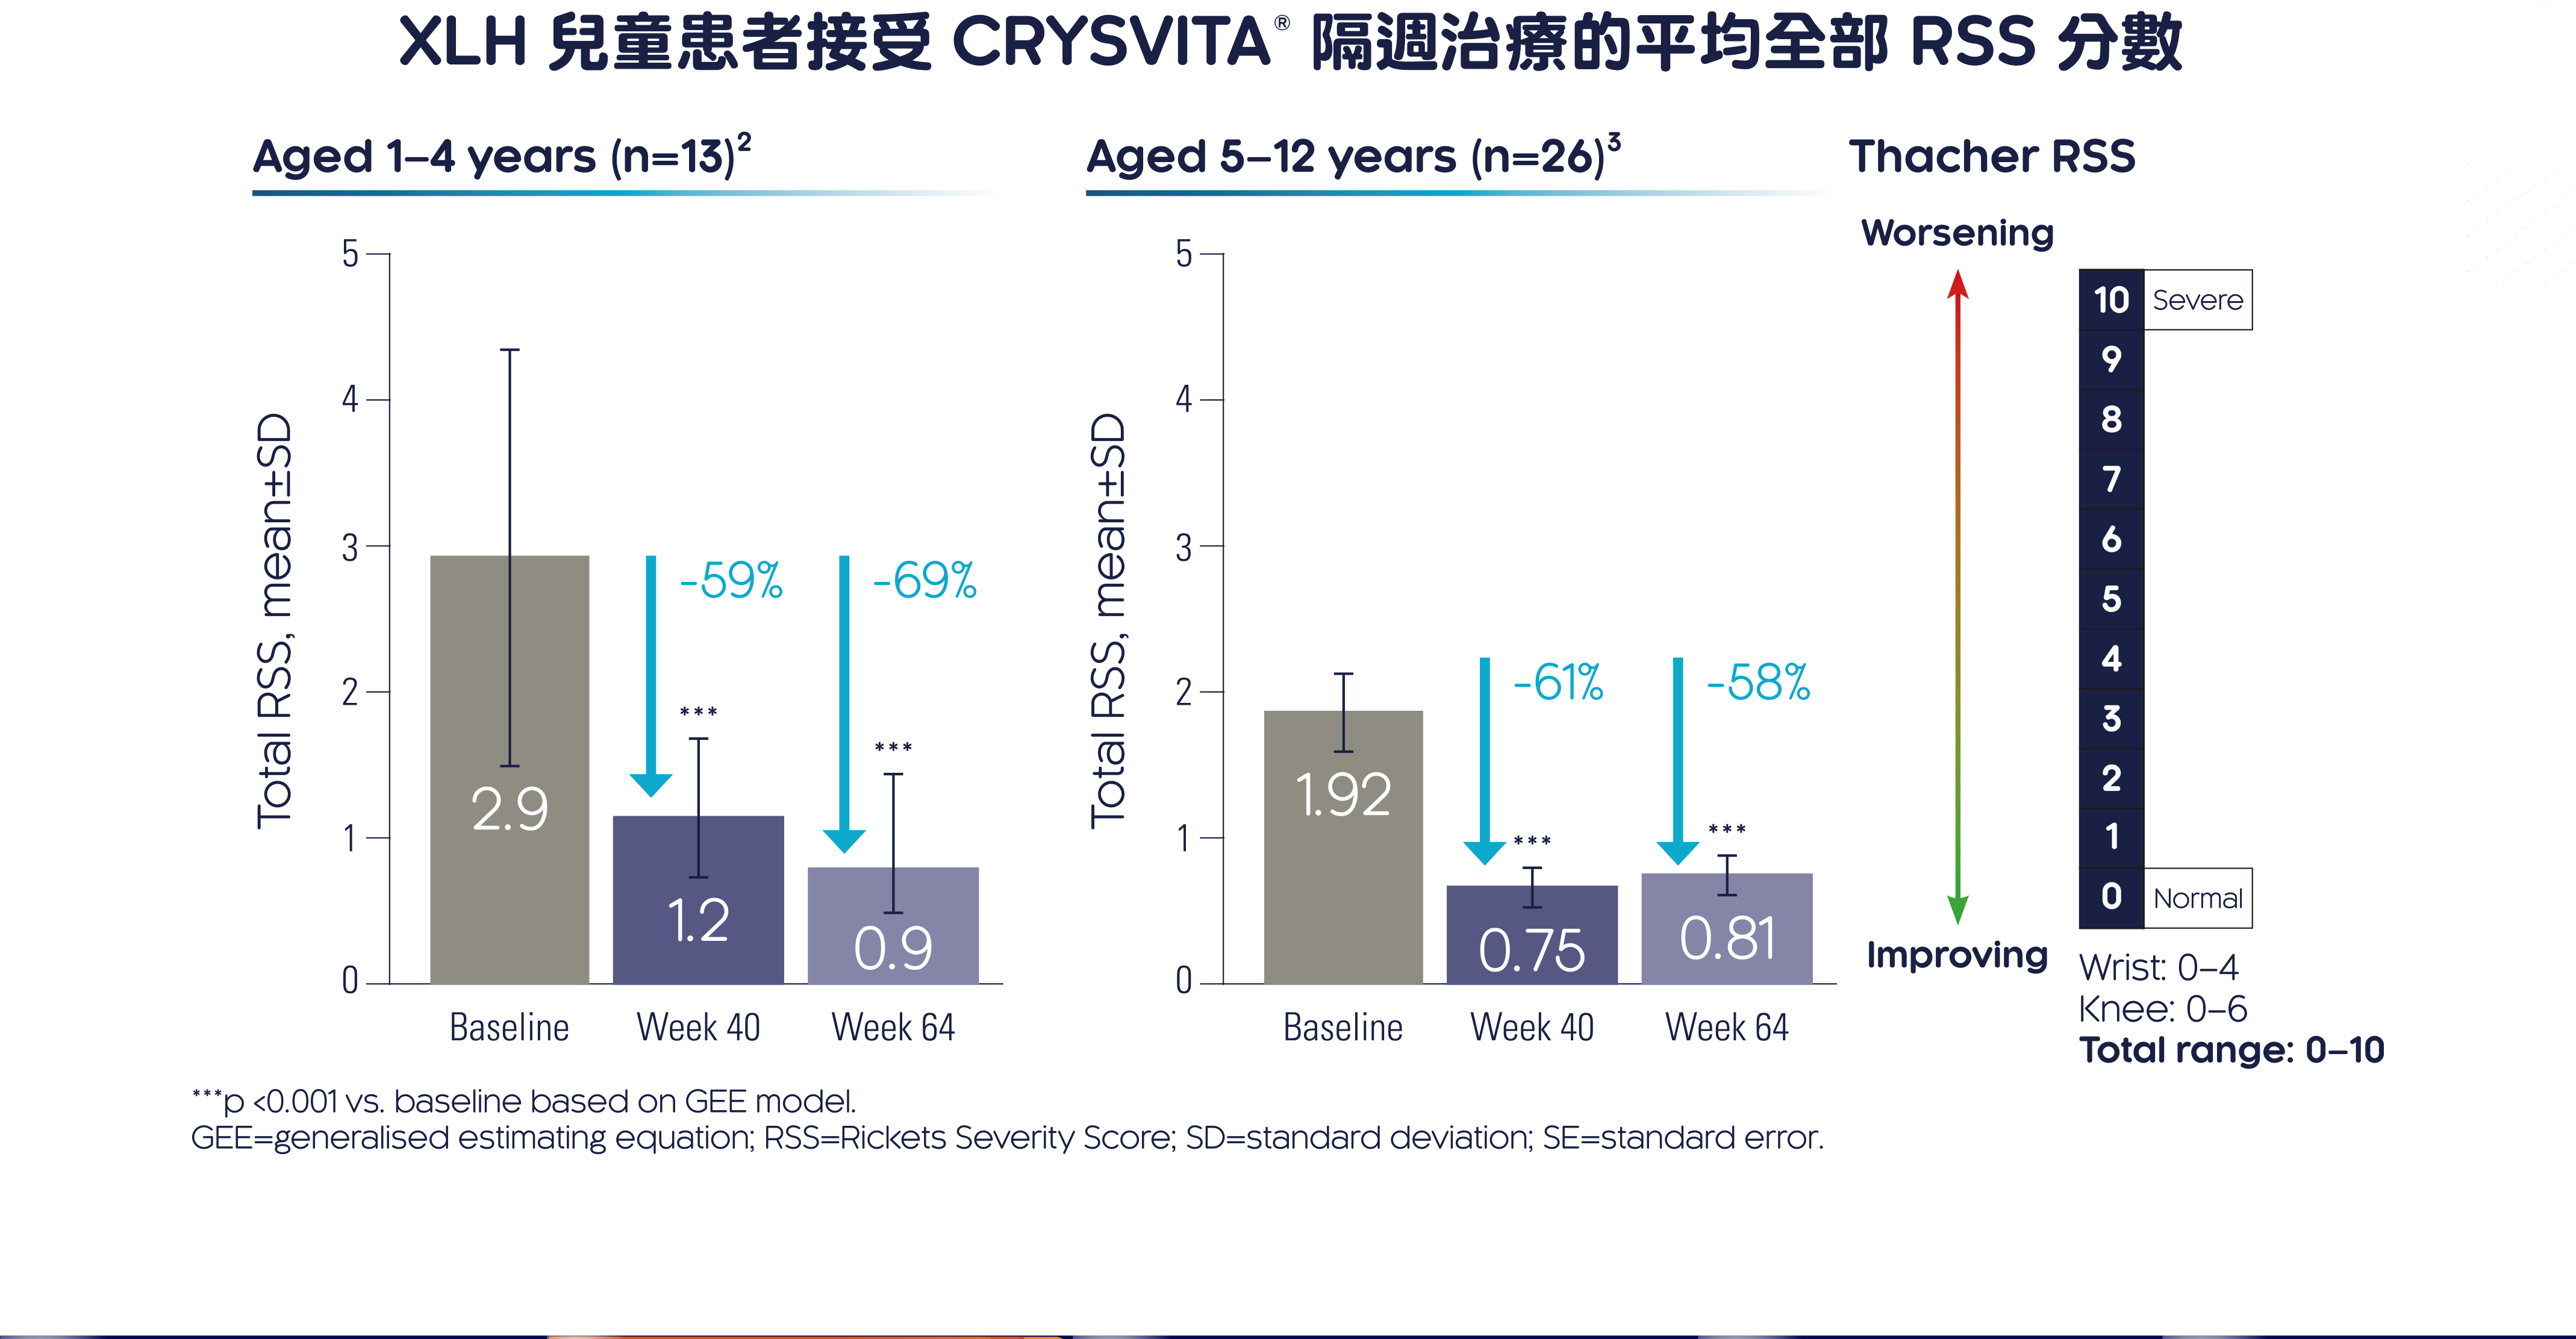 XLH 兒童患者接受 CRYSVITA® 隔週治療的平均全部 RSS 分數
Aged 1–4 years (n=13)²
Total RSS, mean±SD
5
4
3
2
1
0
2.9
-59%
***
1.2
-69%
***
0.9
Baseline
Week 40
Week 64
Aged 5–12 years (n=26)³
Total RSS, mean±SD
5
4
3
2
1
0
1.92
-61%
***
0.75
-58%
***
0.81
Baseline
Week 40
Week 64
Thacher RSS
Worsening
Improving
10 Severe
9
8
7
6
5
4
3
2
1
0 Normal
Wrist: 0–4
Knee: 0–6
Total range: 0–10
***p <0.001 vs. baseline based on GEE model.
GEE=generalised estimating equation; RSS=Rickets Severity Score; SD=standard deviation; SE=standard error.